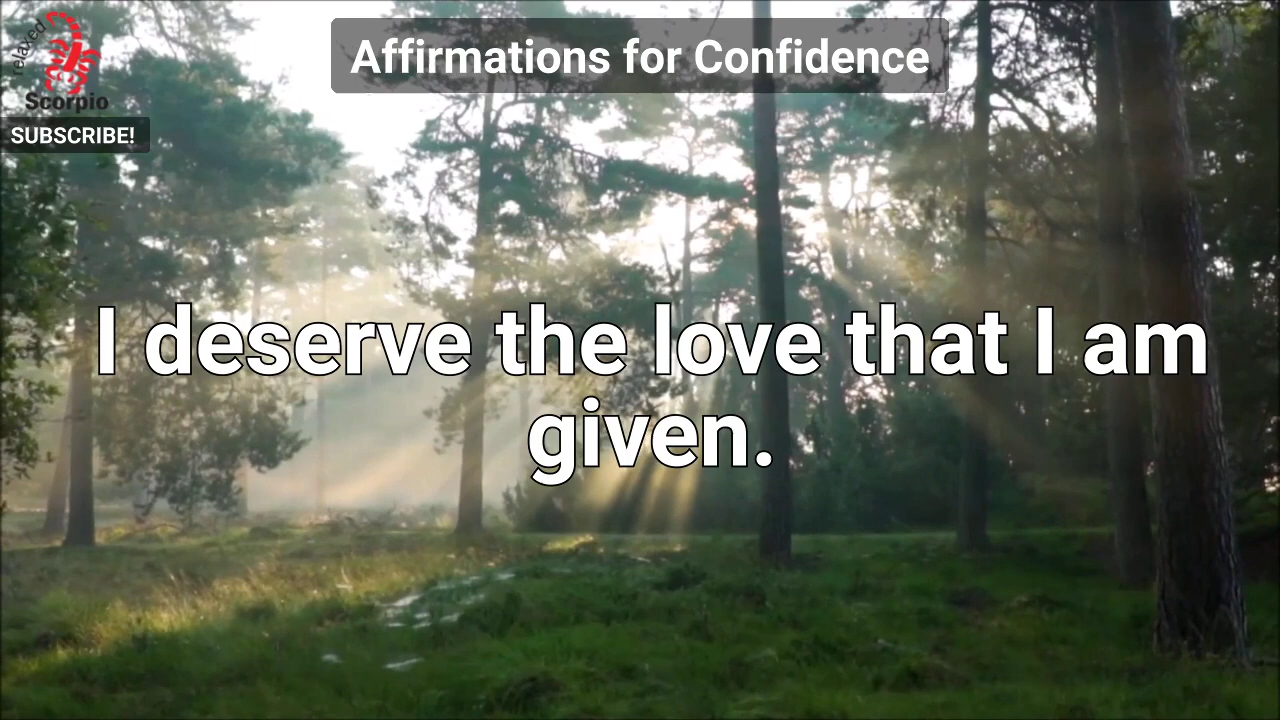 relaxed
Scorpio
SUBSCRIBE!
Affirmations for Confidence
I deserve the love that I am
given.